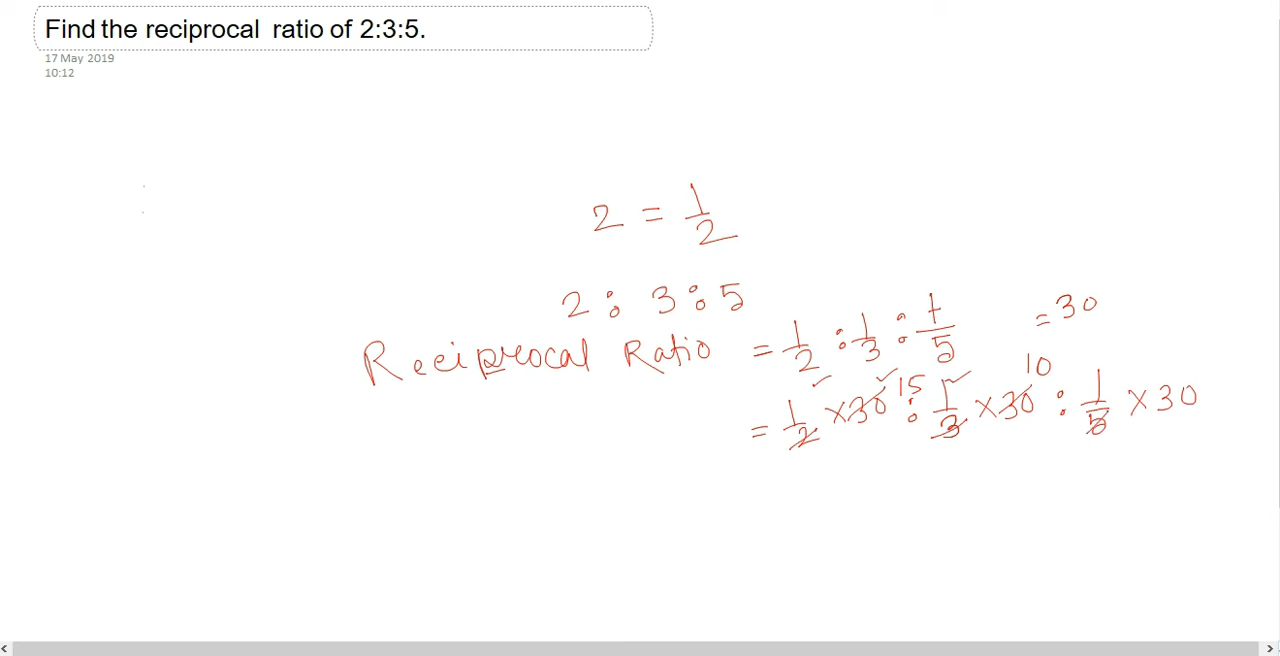 Find the reciprocal ratio of 2:3:5.
17 May 2019
10:12
2 = 1/2
2 : 3 : 5
Reciprocal Ratio = 1/2 : 1/3 : 1/5 = 30
15 10
= 1/2 × 30 : 1/3 × 30 : 1/5 × 30